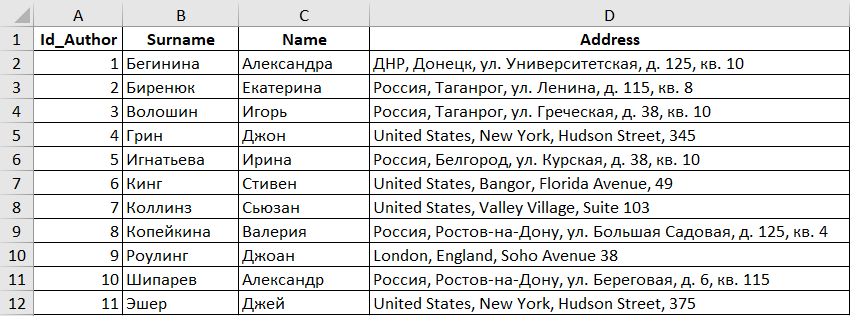 A B C D
1 Id_Author Surname Name Address
2 1 Бегинина Александра ДНР, Донецк, ул. Университетская, д. 125, кв. 10
3 2 Биренюк Екатерина Россия, Таганрог, ул. Ленина, д. 115, кв. 8
4 3 Волошин Игорь Россия, Таганрог, ул. Греческая, д. 38, кв. 10
5 4 Грин Джон United States, New York, Hudson Street, 345
6 5 Игнатьева Ирина Россия, Белгород, ул. Курская, д. 38, кв. 10
7 6 Кинг Стивен United States, Bangor, Florida Avenue, 49
8 7 Коллинз Сьюзан United States, Valley Village, Suite 103
9 8 Копейкина Валерия Россия, Ростов-на-Дону, ул. Большая Садовая, д. 125, кв. 4
10 9 Роулинг Джоан London, England, Soho Avenue 38
11 10 Шипарев Александр Россия, Ростов-на-Дону, ул. Береговая, д. 6, кв. 115
12 11 Эшер Джей United States, New York, Hudson Street, 375